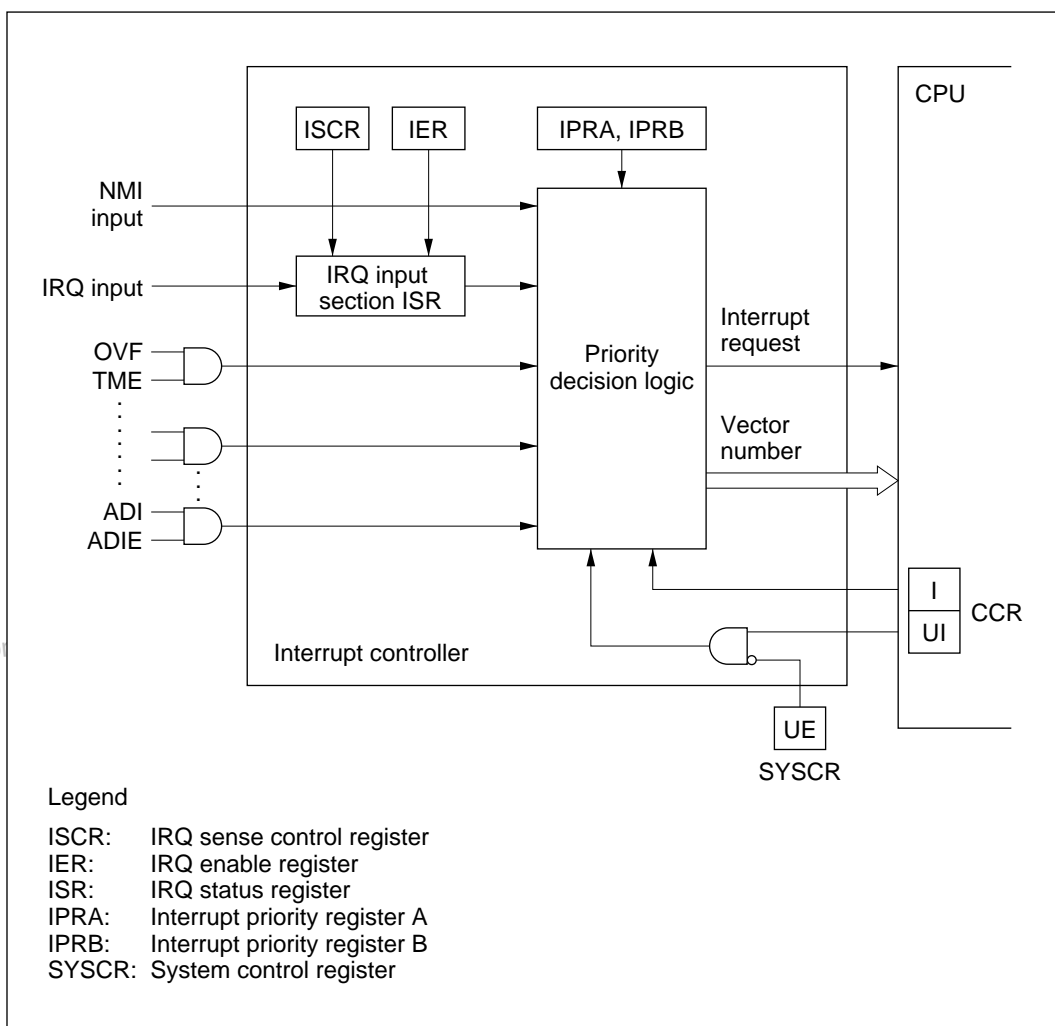 CPU
ISCR
IER
IPRA, IPRB
NMI
input
IRQ input
IRQ input
section ISR
OVF
TME
Priority
decision logic
Interrupt
request
Vector
number
ADI
ADIE
I
UI
CCR
Interrupt controller
UE
SYSCR
Legend
ISCR: IRQ sense control register
IER: IRQ enable register
ISR: IRQ status register
IPRA: Interrupt priority register A
IPRB: Interrupt priority register B
SYSCR: System control register